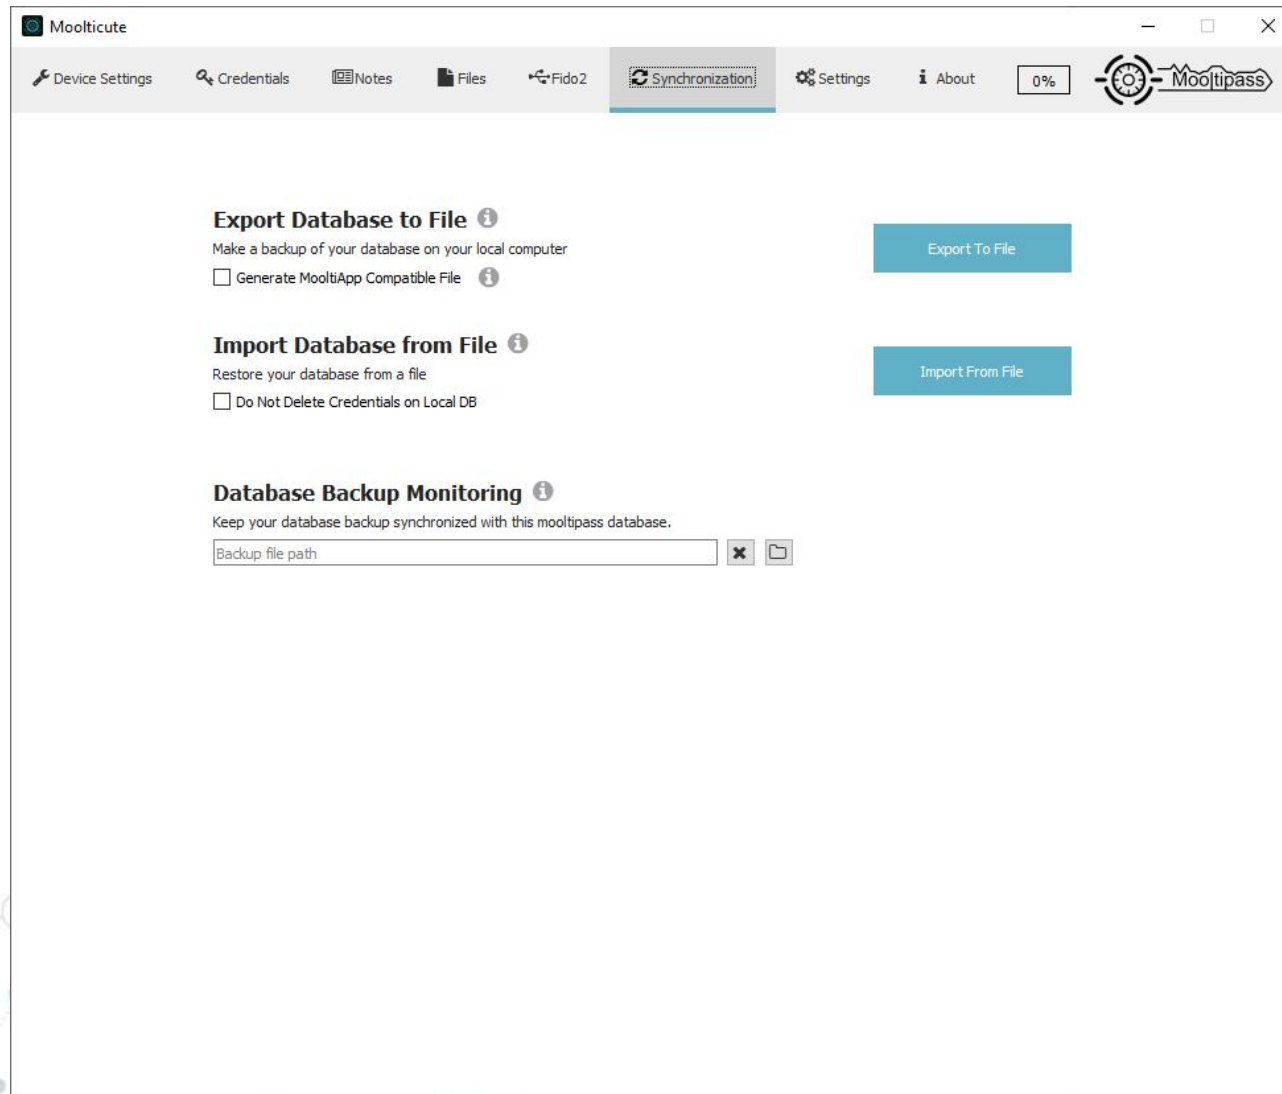 Moolticute
Device Settings Credentials Notes Files Fido2 Synchronization Settings i About 0% Mooltipass
Export Database to File
Make a backup of your database on your local computer
Export To File
Generate MooltiApp Compatible File
Import Database from File
Restore your database from a file
Import From File
Do Not Delete Credentials on Local DB
Database Backup Monitoring
Keep your database backup synchronized with this mooltipass database.
Backup file path